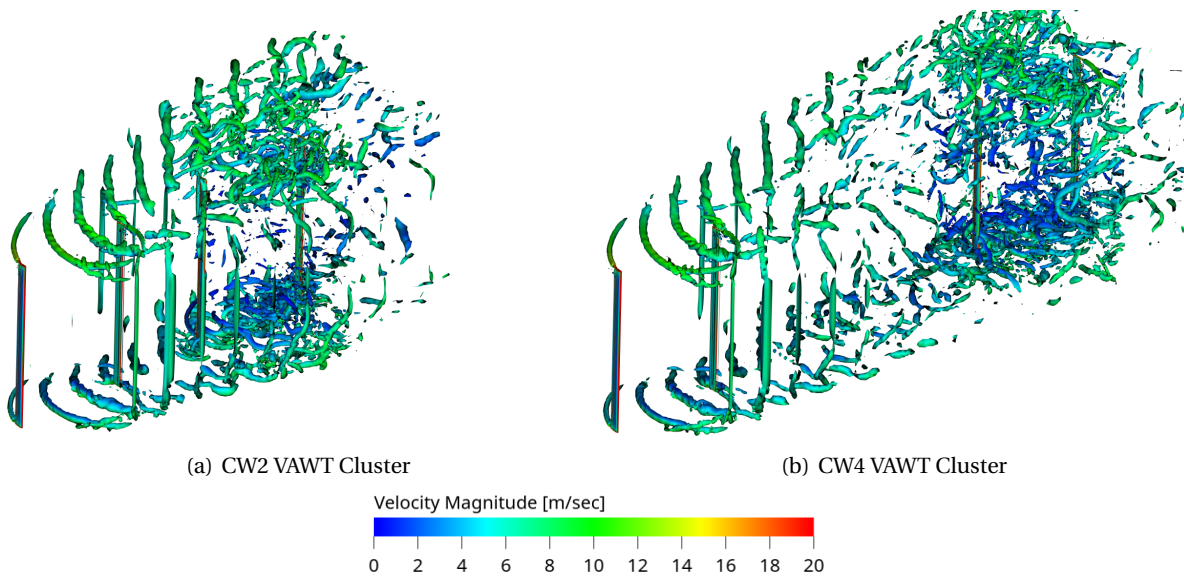 (a) CW2 VAWT Cluster
(b) CW4 VAWT Cluster
Velocity Magnitude [m/sec]
0 2 4 6 8 10 12 14 16 18 20